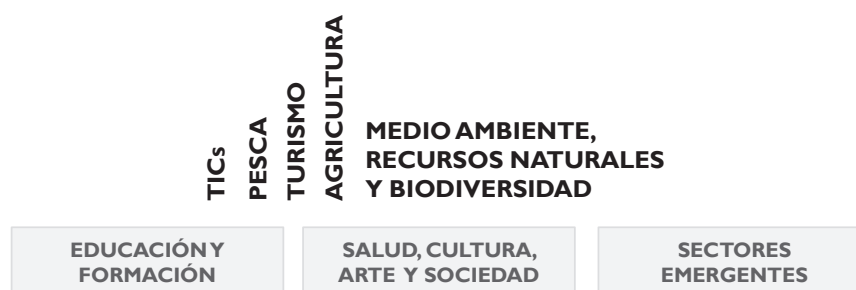 TICs
PESCA
TURISMO
AGRICULTURA
MEDIO AMBIENTE,
RECURSOS NATURALES
Y BIODIVERSIDAD
EDUCACIÓN Y
FORMACIÓN
SALUD, CULTURA,
ARTE Y SOCIEDAD
SECTORES
EMERGENTES